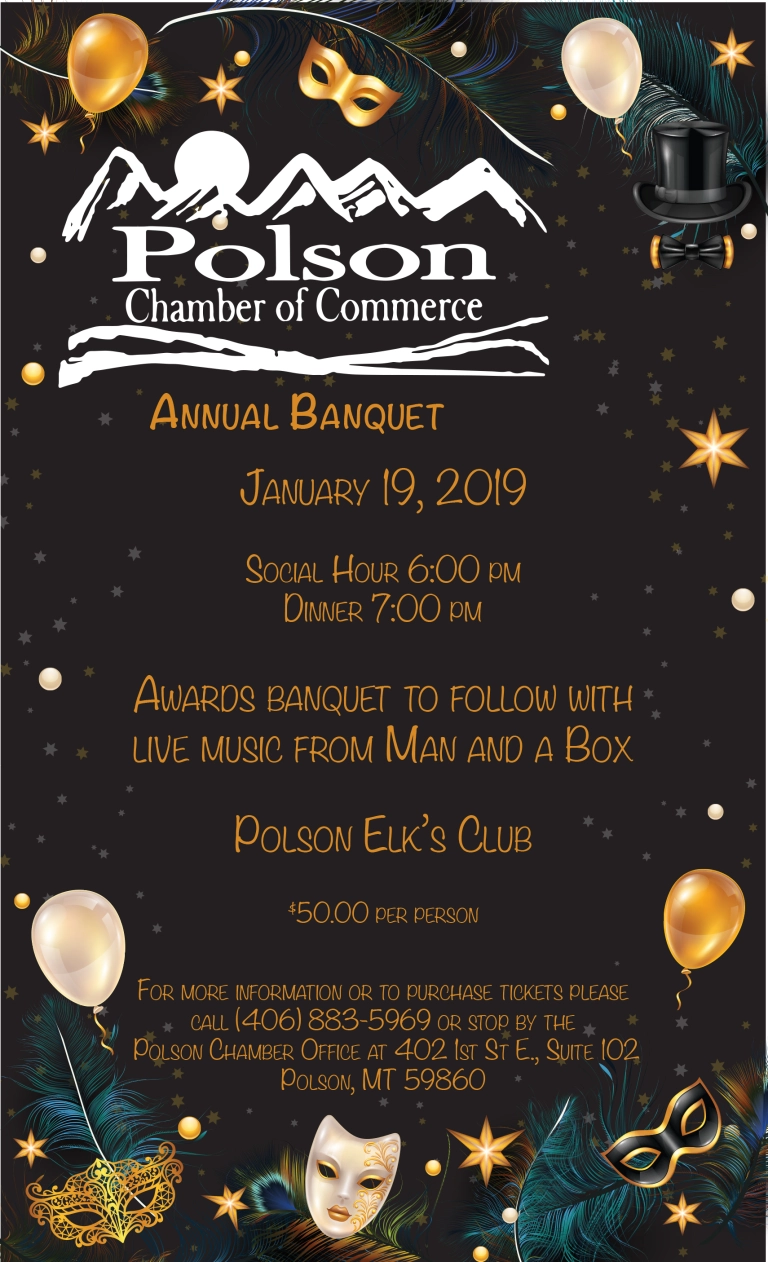 Polson
Chamber of Commerce
Annual Banquet
January 19, 2019
Social Hour 6:00 pm
Dinner 7:00 pm
Awards banquet to follow with
live music from Man and a Box
Polson Elk's Club
$50.00 per person
For more information or to purchase tickets please
call (406) 883-5969 or stop by the
Polson Chamber Office at 402 1st St E., Suite 102
Polson, MT 59860